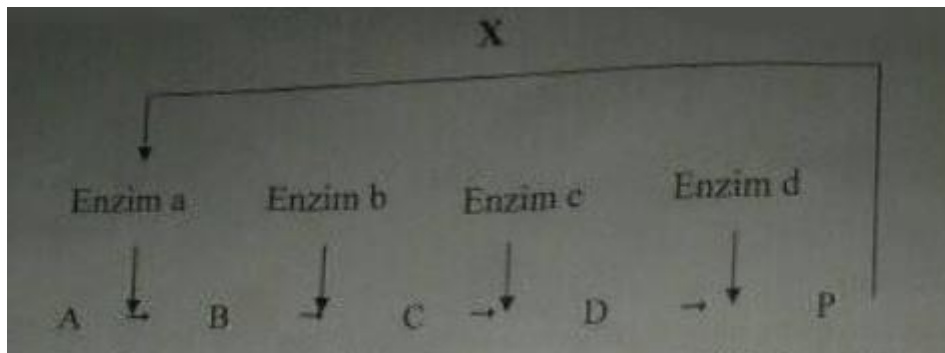 X
Enzim a Enzim b Enzim c Enzim d
A → B → C → D → P